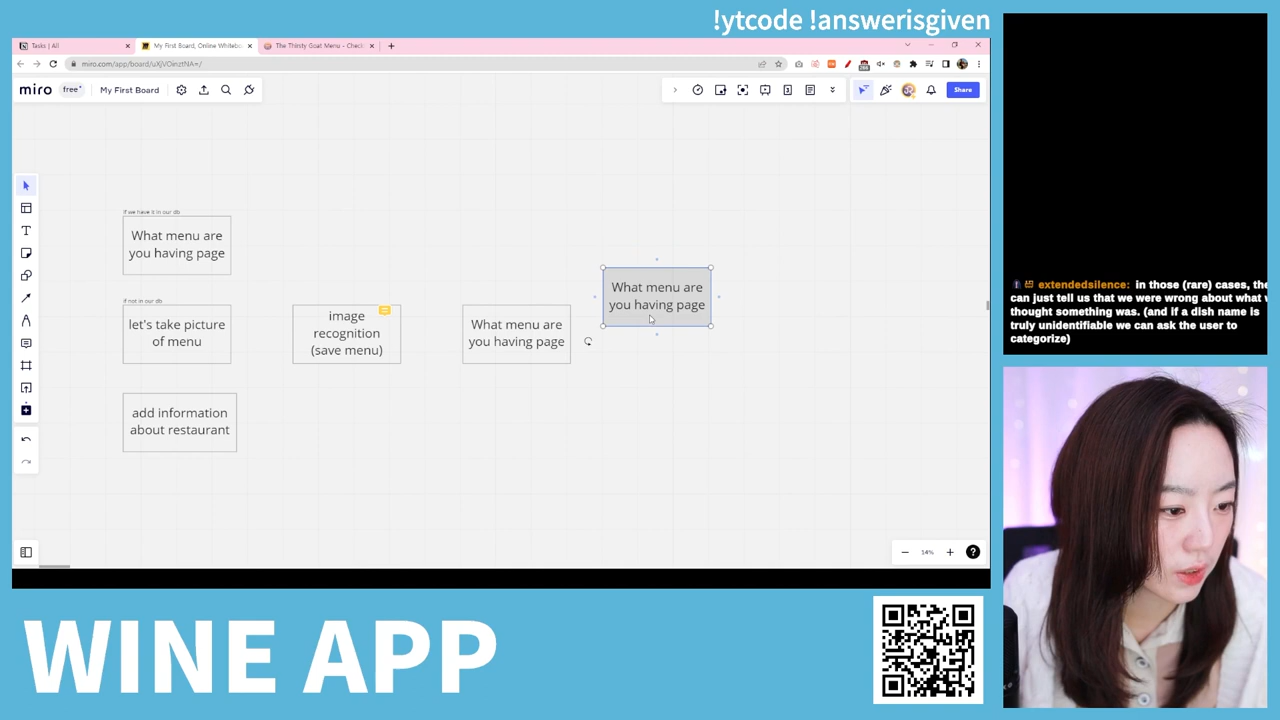 !ytcode !answerisgiven
Tasks | All
My First Board, Online Whitebo
The Thirsty Goat Menu - Check
miro.com/app/board/uXjVOinztNA=/
miro
free
My First Board
Share
if we have it in our db
What menu are
you having page
if not in our db
let's take picture
of menu
image
recognition
(save menu)
What menu are
you having page
What menu are
you having page
add information
about restaurant
14%
extendedsilence: in those (rare) cases, the
can just tell us that we were wrong about what
thought something was. (and if a dish name is
truly unidentifiable we can ask the user to
categorize)
WINE APP